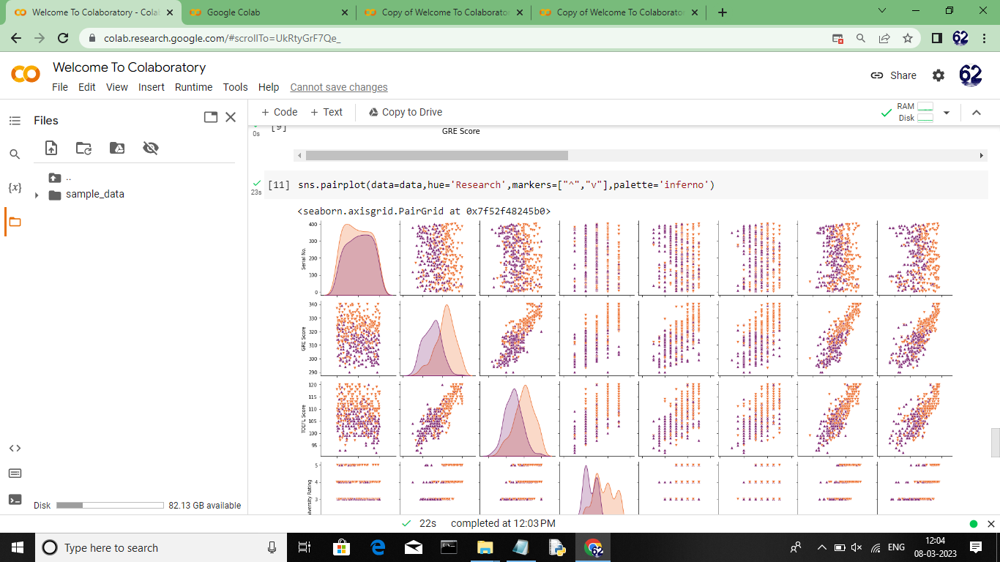 Welcome To Colaboratory - Cola
Google Colab
Copy of Welcome To Colaborato
Copy of Welcome To Colaborato
colab.research.google.com/#scrollTo=UkRtyGrF7Qe_
62
Welcome To Colaboratory
File Edit View Insert Runtime Tools Help Cannot save changes
Share
62
Files
+ Code + Text Copy to Drive
RAM
Disk
..
sample_data
{x}
Disk 82.13 GB available
0s
[9]
GRE Score
23s
[11] sns.pairplot(data=data,hue='Research',markers=["^","v"],palette='inferno')
<seaborn.axisgrid.PairGrid at 0x7f52f48245b0>
400
300
200
100
0
Serial No.
340
330
320
310
300
290
GRE Score
120
115
110
105
100
95
TOEFL Score
5
4
3
iversity Rating
22s completed at 12:03 PM
Type here to search
62
ENG
12:04
08-03-2023